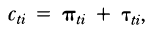 c_{ti} = π_{ti} + τ_{ti},